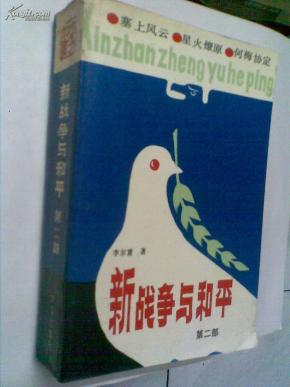 塞上风云 星火燎原 何梅协定
Xinzhanzhengyuheping
李尔重 著
新战争与和平
第二部
新战争与和平 第二部